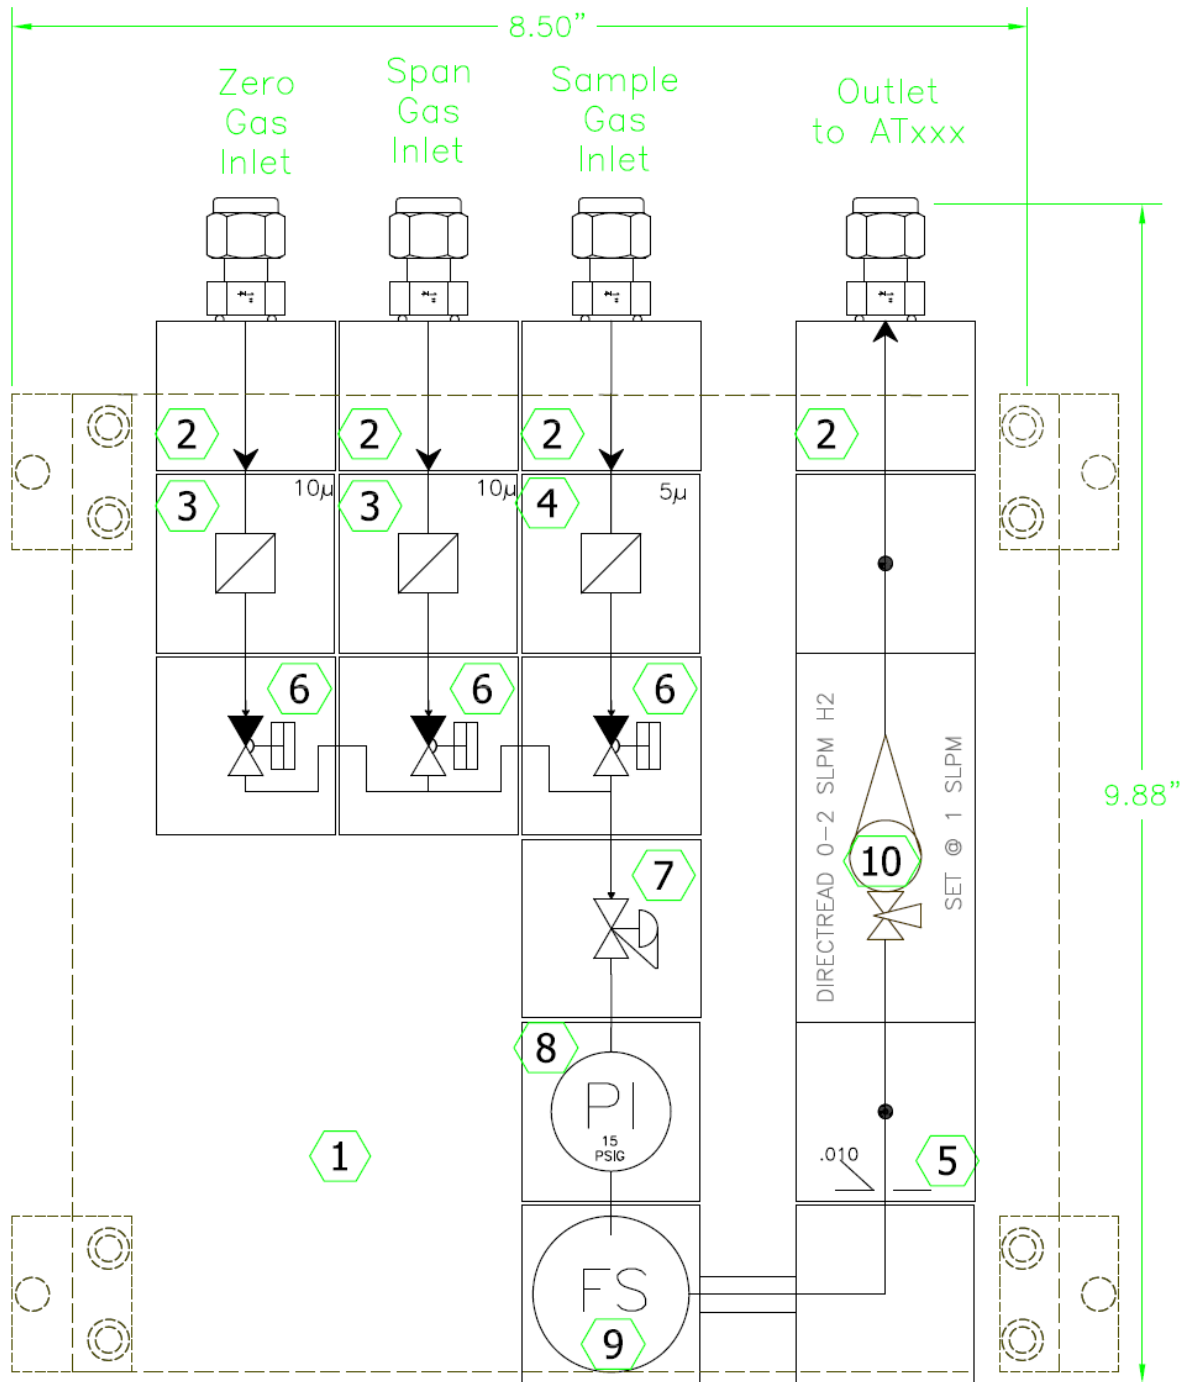 8.50”
Zero
Gas
Inlet
Span
Gas
Inlet
Sample
Gas
Inlet
Outlet
to ATxxx
2
2
2
2
3
10µ
3
10µ
4
5µ
6
6
6
9.88”
DIRECTREAD 0-2 SLPM H2
SET @ 1 SLPM
10
7
8
PI
15
PSIG
1
.010
5
FS
9